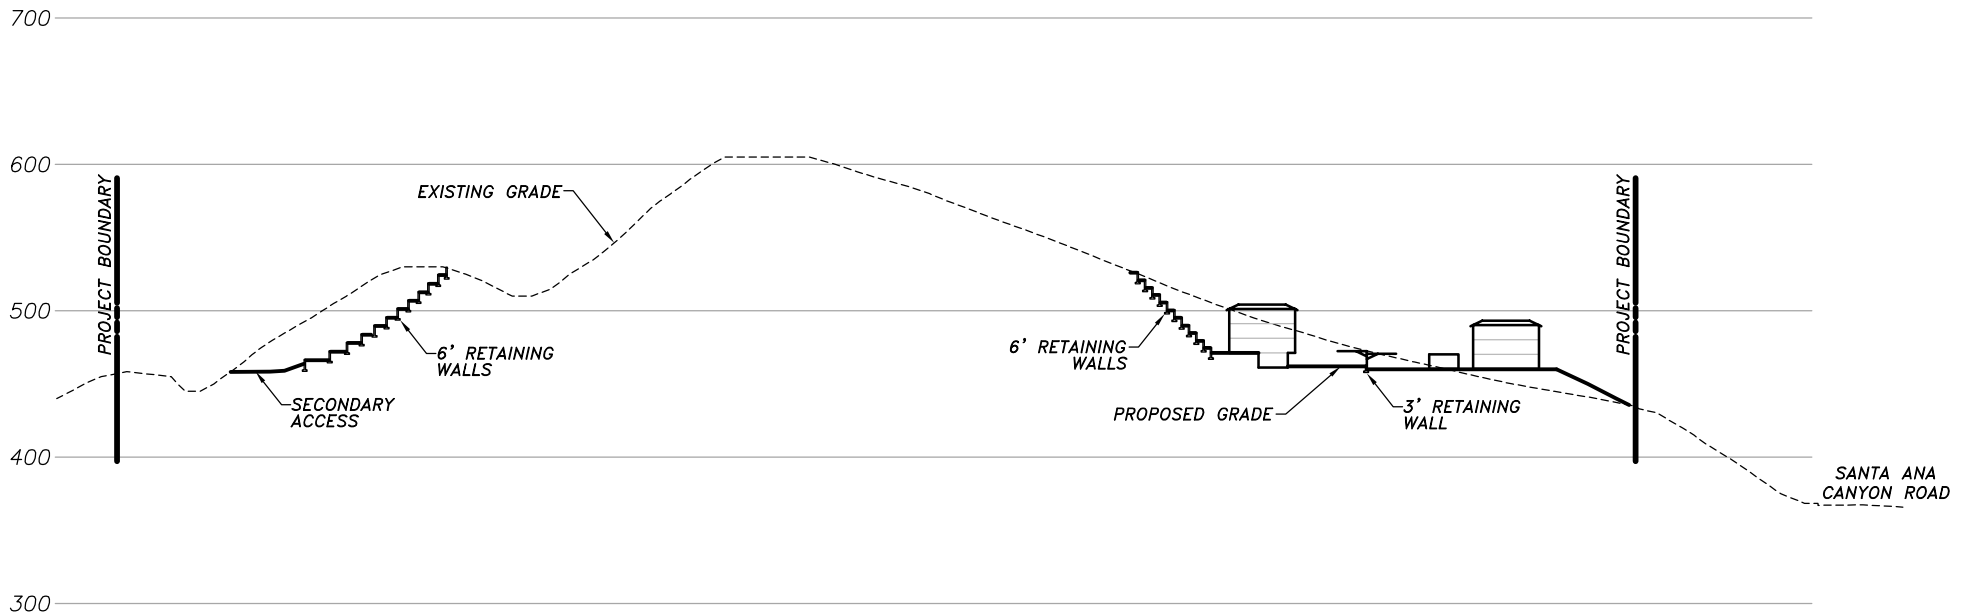 700
600
500
400
300
PROJECT BOUNDARY
EXISTING GRADE
6' RETAINING
WALLS
SECONDARY
ACCESS
6' RETAINING
WALLS
PROPOSED GRADE
3' RETAINING
WALL
PROJECT BOUNDARY
SANTA ANA
CANYON ROAD